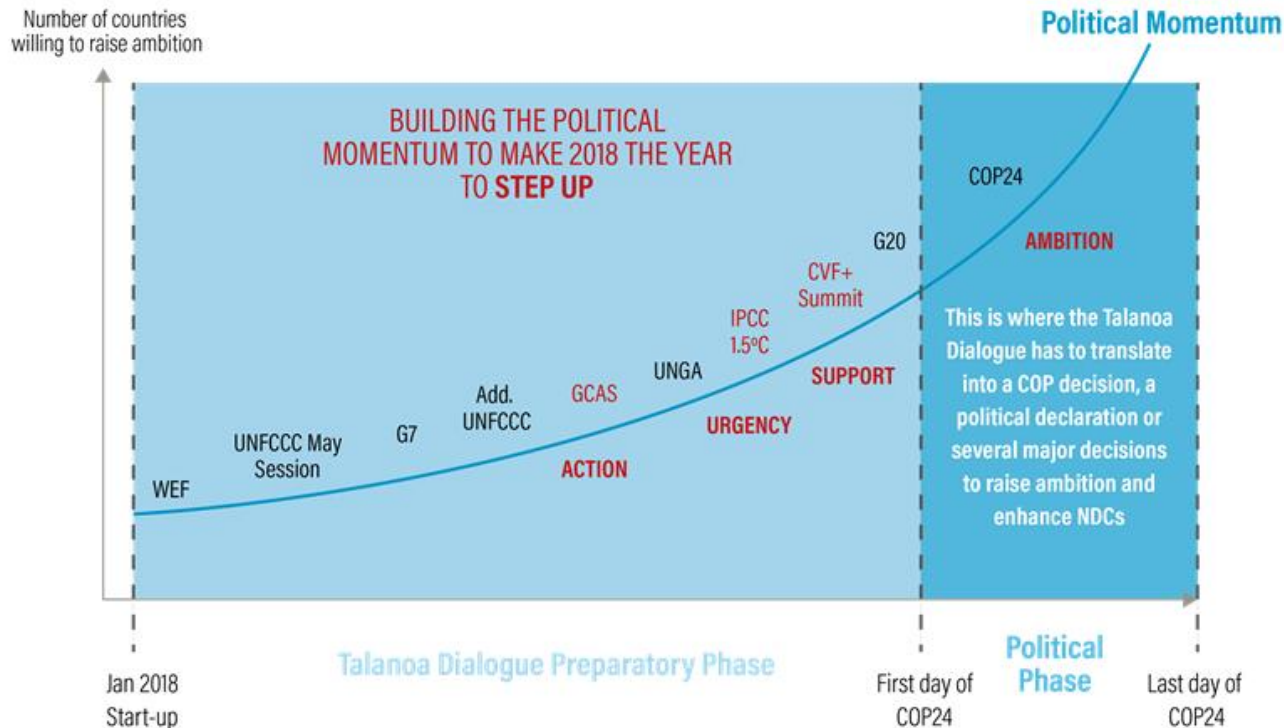 Number of countries
willing to raise ambition
Political Momentum
BUILDING THE POLITICAL
MOMENTUM TO MAKE 2018 THE YEAR
TO STEP UP
WEF
UNFCCC May
Session
G7
Add.
UNFCCC
GCAS
UNGA
IPCC
1.5ºC
CVF+
Summit
G20
COP24
ACTION
URGENCY
SUPPORT
AMBITION
This is where the Talanoa
Dialogue has to translate
into a COP decision, a
political declaration or
several major decisions
to raise ambition and
enhance NDCs
Jan 2018
Start-up
Talanoa Dialogue Preparatory Phase
First day of
COP24
Political
Phase
Last day of
COP24